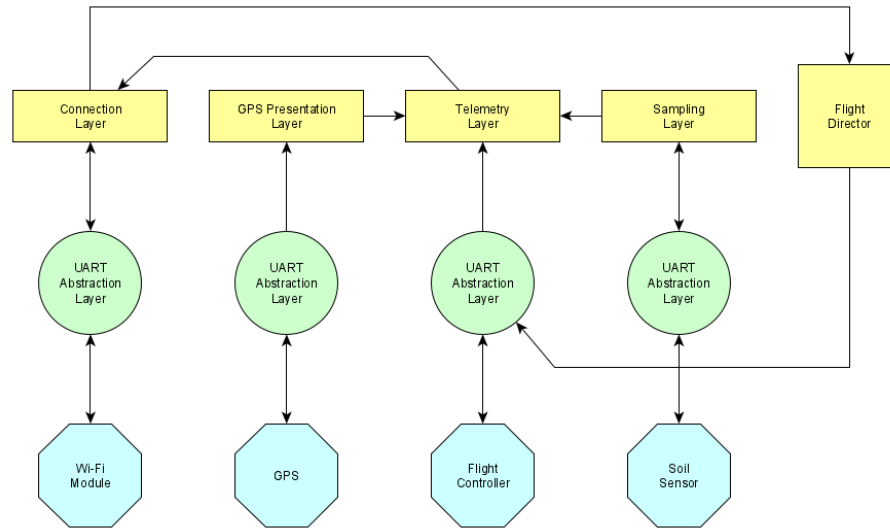 Connection
Layer
GPS Presentation
Layer
Telemetry
Layer
Sampling
Layer
Flight
Director
UART
Abstraction
Layer
UART
Abstraction
Layer
UART
Abstraction
Layer
UART
Abstraction
Layer
Wi-Fi
Module
GPS
Flight
Controller
Soil
Sensor